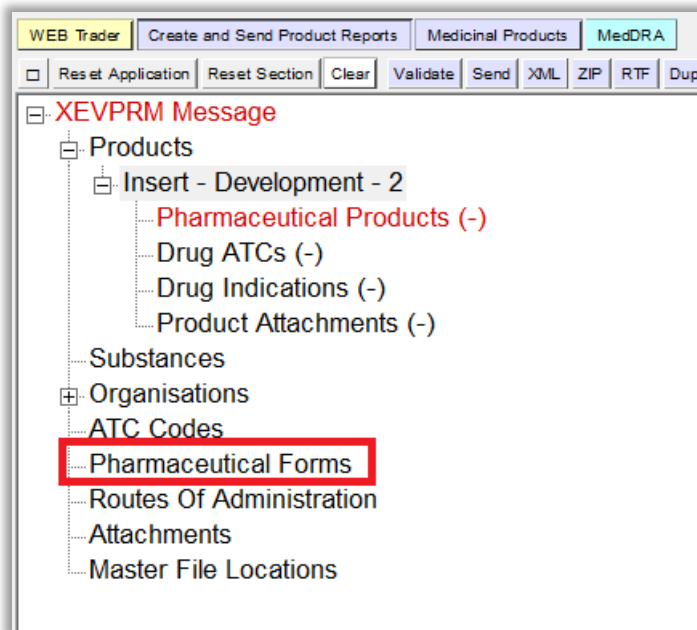 WEB Trader Create and Send Product Reports Medicinal Products MedDRA
Reset Application Reset Section Clear Validate Send XML ZIP RTF Dup
XEVPRM Message
Products
Insert - Development - 2
Pharmaceutical Products (-)
Drug ATCs (-)
Drug Indications (-)
Product Attachments (-)
Substances
Organisations
ATC Codes
Pharmaceutical Forms
Routes Of Administration
Attachments
Master File Locations